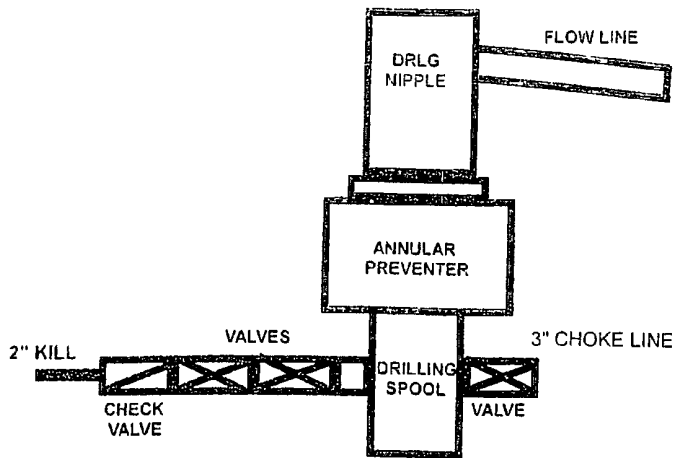 FLOW LINE
DRLG
NIPPLE
ANNULAR
PREVENTER
VALVES
3" CHOKE LINE
2" KILL
DRILLING
SPOOL
CHECK
VALVE
VALVE